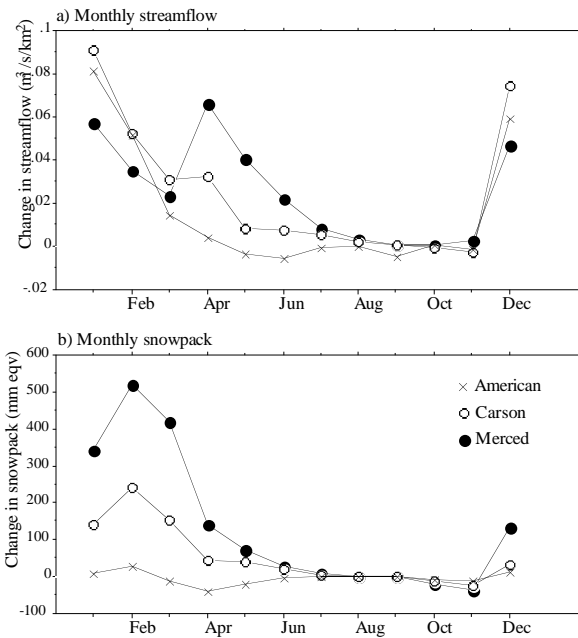 a) Monthly streamflow
Change in streamflow (m³/s/km²)
.1
.08
.06
.04
.02
0
-.02
Feb Apr Jun Aug Oct Dec
b) Monthly snowpack
Change in snowpack (mm eqv)
600
500
400
300
200
100
0
-100
American
Carson
Merced
Feb Apr Jun Aug Oct Dec